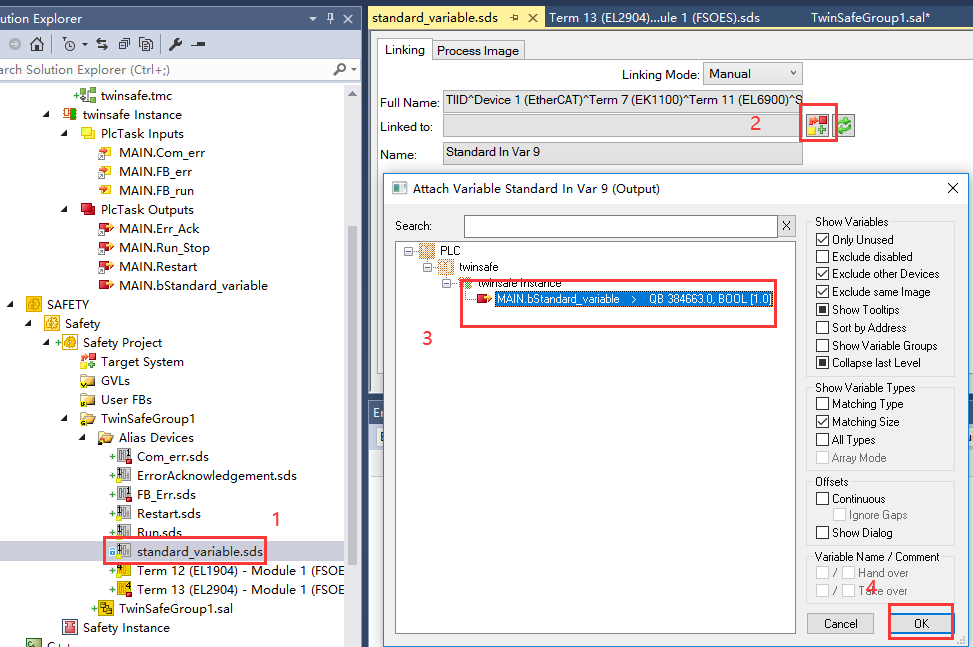 olution Explorer
arch Solution Explorer (Ctrl+;)
twinsafe.tmc
twinsafe Instance
PlcTask Inputs
MAIN.Com_err
MAIN.FB_err
MAIN.FB_run
PlcTask Outputs
MAIN.Err_Ack
MAIN.Run_Stop
MAIN.Restart
MAIN.bStandard_variable
SAFETY
Safety
Safety Project
Target System
GVLs
User FBs
TwinSafeGroup1
Alias Devices
Com_err.sds
ErrorAcknowledgement.sds
FB_Err.sds
Restart.sds
Run.sds
1
standard_variable.sds
Term 12 (EL1904) - Module 1 (FSOE
Term 13 (EL2904) - Module 1 (FSOE
TwinSafeGroup1.sal
Safety Instance
standard_variable.sds
Term 13 (EL2904)...ule 1 (FSOES).sds
TwinSafeGroup1.sal*
Linking
Process Image
Linking Mode: Manual
Full Name: TIID^Device 1 (EtherCAT)^Term 7 (EK1100)^Term 11 (EL6900)^S
Linked to:
2
Name: Standard In Var 9
Attach Variable Standard In Var 9 (Output)
Search:
PLC
twinsafe
twinsafe Instance
MAIN.bStandard_variable > QB 384663.0, BOOL [1.0]
3
Show Variables
Only Unused
Exclude disabled
Exclude other Devices
Exclude same Image
Show Tooltips
Sort by Address
Show Variable Groups
Collapse last Level
Show Variable Types
Matching Type
Matching Size
All Types
Array Mode
Offsets
Continuous
Ignore Gaps
Show Dialog
Variable Name / Comment
/ Hand over
/ Take over
4
Cancel
OK